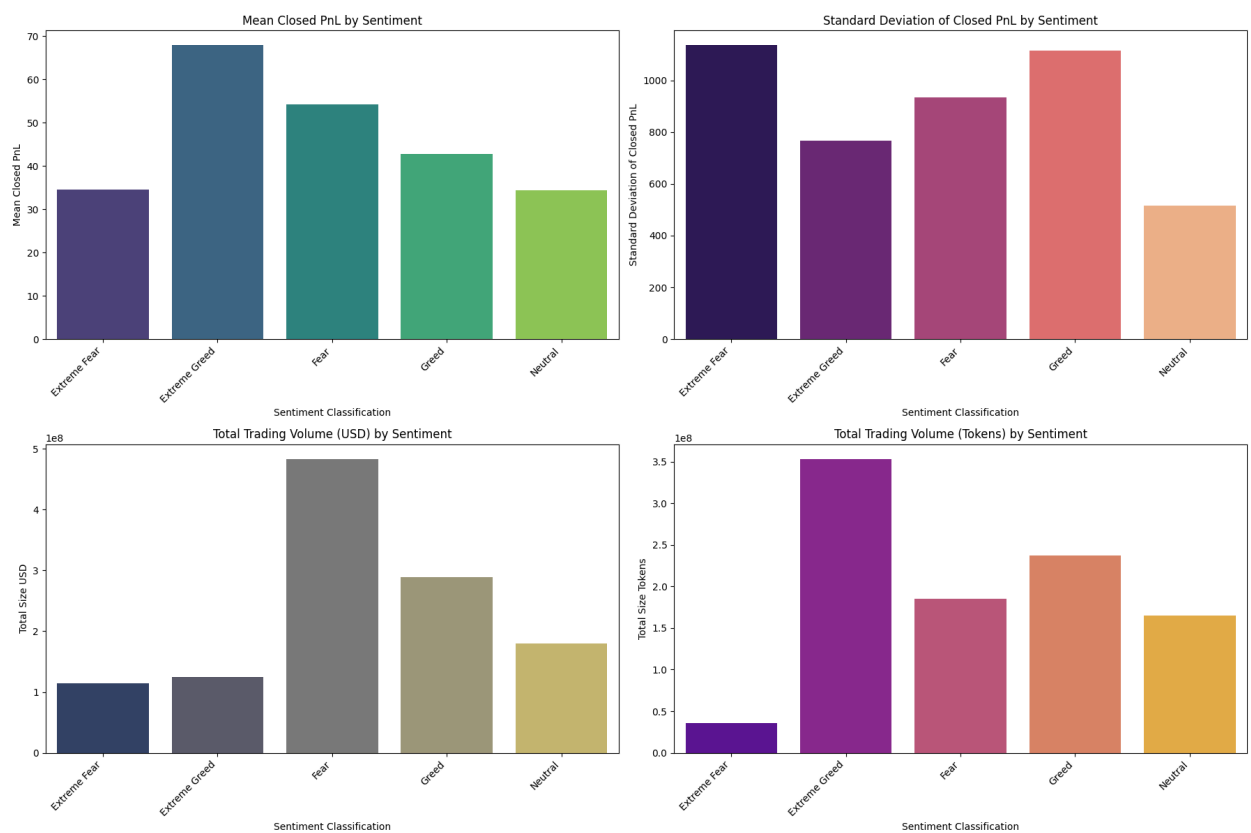 Mean Closed PnL by Sentiment
Mean Closed PnL
70
60
50
40
30
20
10
0
Extreme Fear
Extreme Greed
Fear
Greed
Neutral
Sentiment Classification
Standard Deviation of Closed PnL by Sentiment
Standard Deviation of Closed PnL
1000
800
600
400
200
0
Extreme Fear
Extreme Greed
Fear
Greed
Neutral
Sentiment Classification
Total Trading Volume (USD) by Sentiment
1e8
Total Size USD
5
4
3
2
1
0
Extreme Fear
Extreme Greed
Fear
Greed
Neutral
Sentiment Classification
Total Trading Volume (Tokens) by Sentiment
1e8
Total Size Tokens
3.5
3.0
2.5
2.0
1.5
1.0
0.5
0.0
Extreme Fear
Extreme Greed
Fear
Greed
Neutral
Sentiment Classification